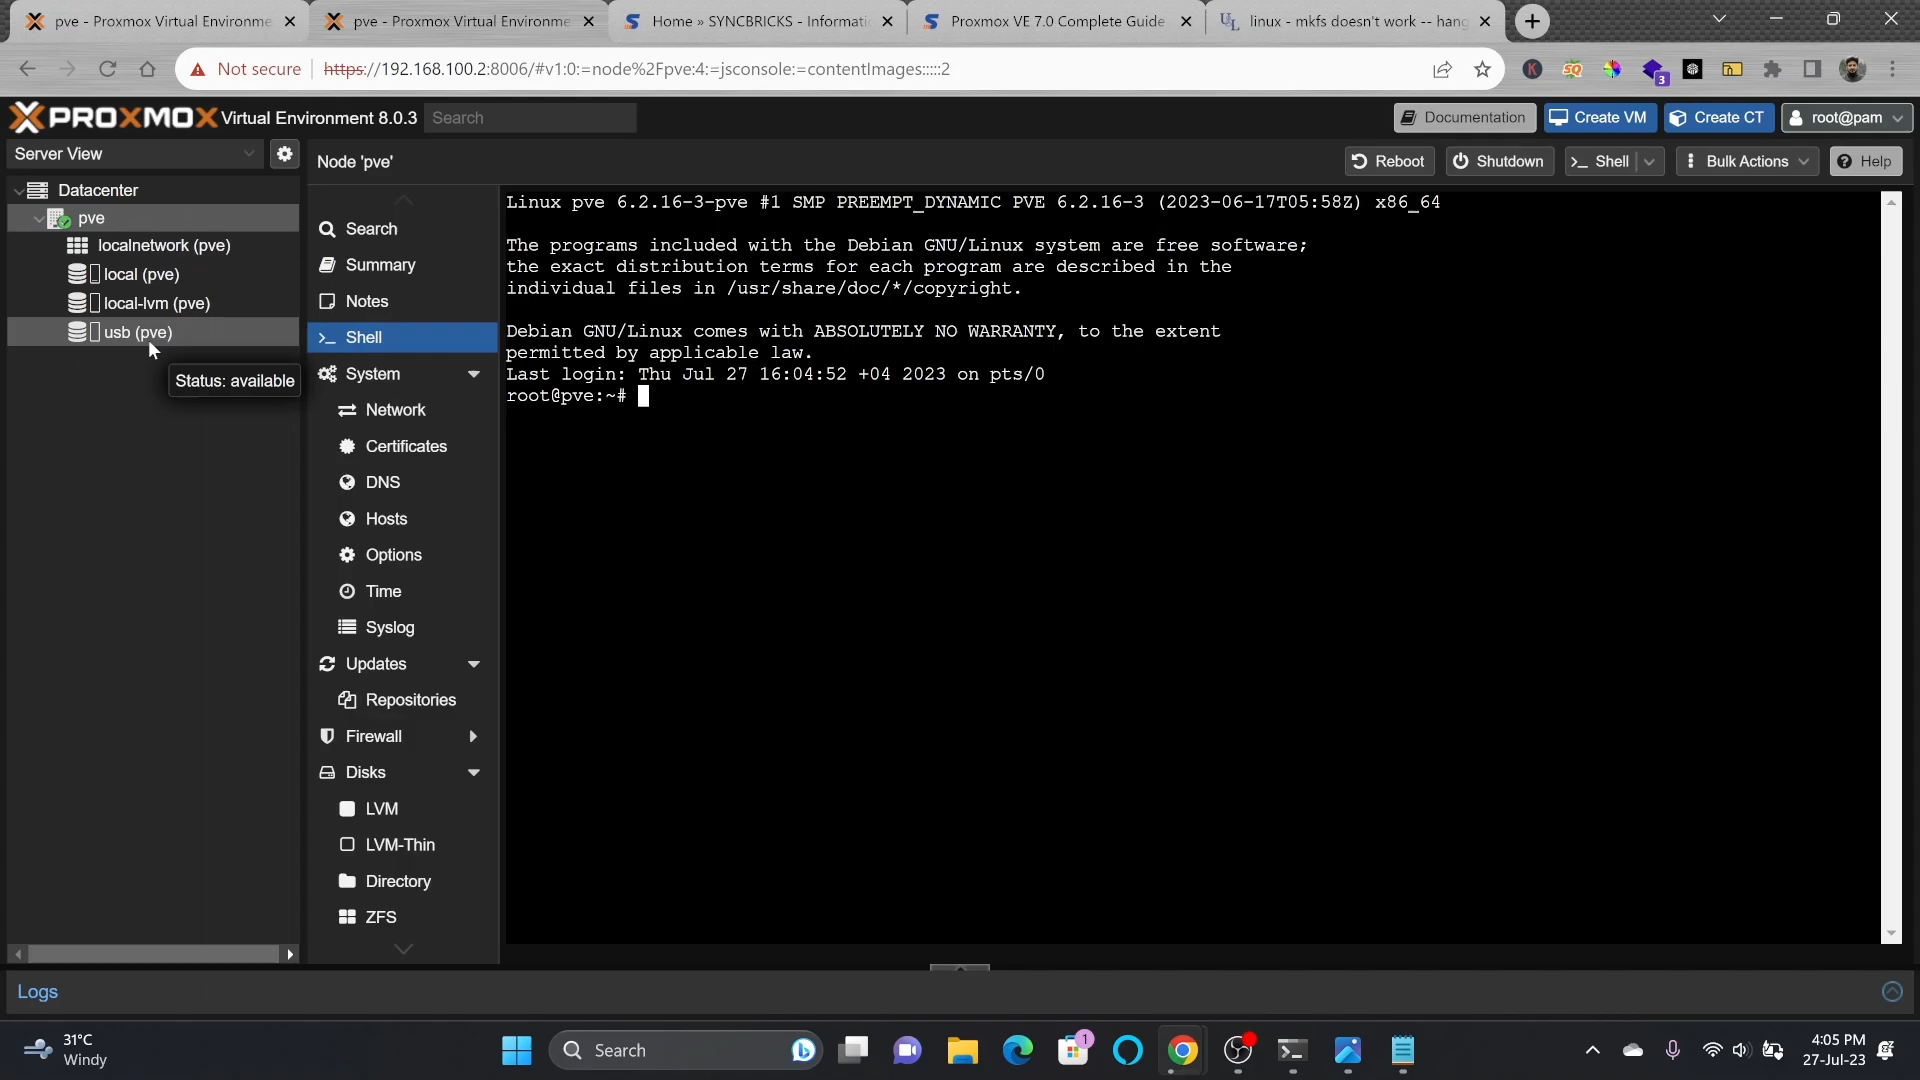 pve - Proxmox Virtual Environme
pve - Proxmox Virtual Environme
Home » SYNCBRICKS - Informatic
Proxmox VE 7.0 Complete Guide
linux - mkfs doesn't work -- hang
Not secure
https://192.168.100.2:8006/#v1:0:=node%2Fpve:4:=jsconsole:=contentImages:::::2
3
PROXMOX Virtual Environment 8.0.3
Search
Documentation
Create VM
Create CT
root@pam
Server View
Node 'pve'
Reboot
Shutdown
Shell
Bulk Actions
Help
Datacenter
pve
localnetwork (pve)
local (pve)
local-lvm (pve)
usb (pve)
Status: available
Search
Summary
Notes
Shell
System
Network
Certificates
DNS
Hosts
Options
Time
Syslog
Updates
Repositories
Firewall
Disks
LVM
LVM-Thin
Directory
ZFS
Linux pve 6.2.16-3-pve #1 SMP PREEMPT_DYNAMIC PVE 6.2.16-3 (2023-06-17T05:58Z) x86_64
The programs included with the Debian GNU/Linux system are free software;
the exact distribution terms for each program are described in the
individual files in /usr/share/doc/*/copyright.
Debian GNU/Linux comes with ABSOLUTELY NO WARRANTY, to the extent
permitted by applicable law.
Last login: Thu Jul 27 16:04:52 +04 2023 on pts/0
root@pve:~#
Logs
31°C
Windy
Search
1
4:05 PM
27-Jul-23